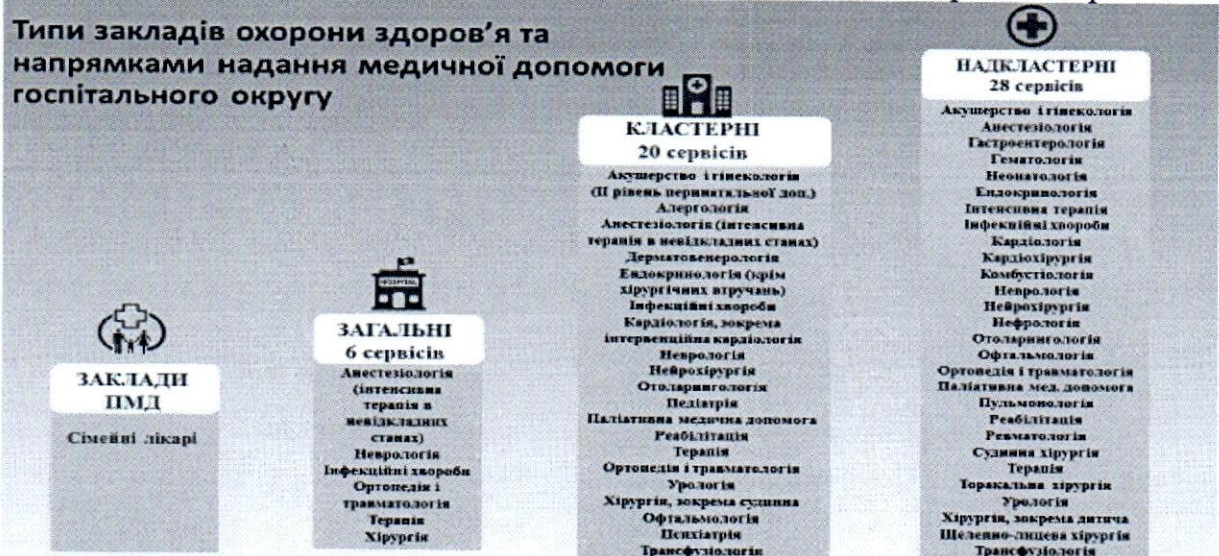 Типи закладів охорони здоров’я та
напрямками надання медичної допомоги
госпітального округу
ЗАКЛАДИ
ПМД
Сімейні лікарі
HOSPITAL
ЗАГАЛЬНІ
6 сервісів
Анестезіологія
(інтенсивна
терапія в
невідкладних
станах)
Неврологія
Інфекційні хвороби
Ортопедія і
травматологія
Терапія
Хірургія
КЛАСТЕРНІ
20 сервісів
Акушерство і гінекологія
(ІІ рівень перинатальної доп.)
Алергологія
Анестезіологія (інтенсивна
терапія в невідкладних станах)
Дерматовенерологія
Ендокринологія (крім
хірургічних втручань)
Інфекційні хвороби
Кардіологія, зокрема
інтервенційна кардіологія
Неврологія
Нейрохірургія
Отоларингологія
Педіатрія
Паліативна медична допомога
Реабілітація
Терапія
Ортопедія і травматологія
Урологія
Хірургія, зокрема судинна
Офтальмологія
Психіатрія
Трансфузіологія
НАДКЛАСТЕРНІ
28 сервісів
Акушерство і гінекологія
Анестезіологія
Гастроентерологія
Гематологія
Неонатологія
Ендокринологія
Інтенсивна терапія
Інфекційні хвороби
Кардіологія
Кардіохірургія
Комбустіологія
Неврологія
Нейрохірургія
Нефрологія
Отоларингологія
Офтальмологія
Ортопедія і травматологія
Паліативна мед. допомога
Пульмонологія
Реабілітація
Ревматологія
Судинна хірургія
Терапія
Торакальна хірургія
Урологія
Хірургія, зокрема дитяча
Щелепно-лицева хірургія
Трансфузіологія